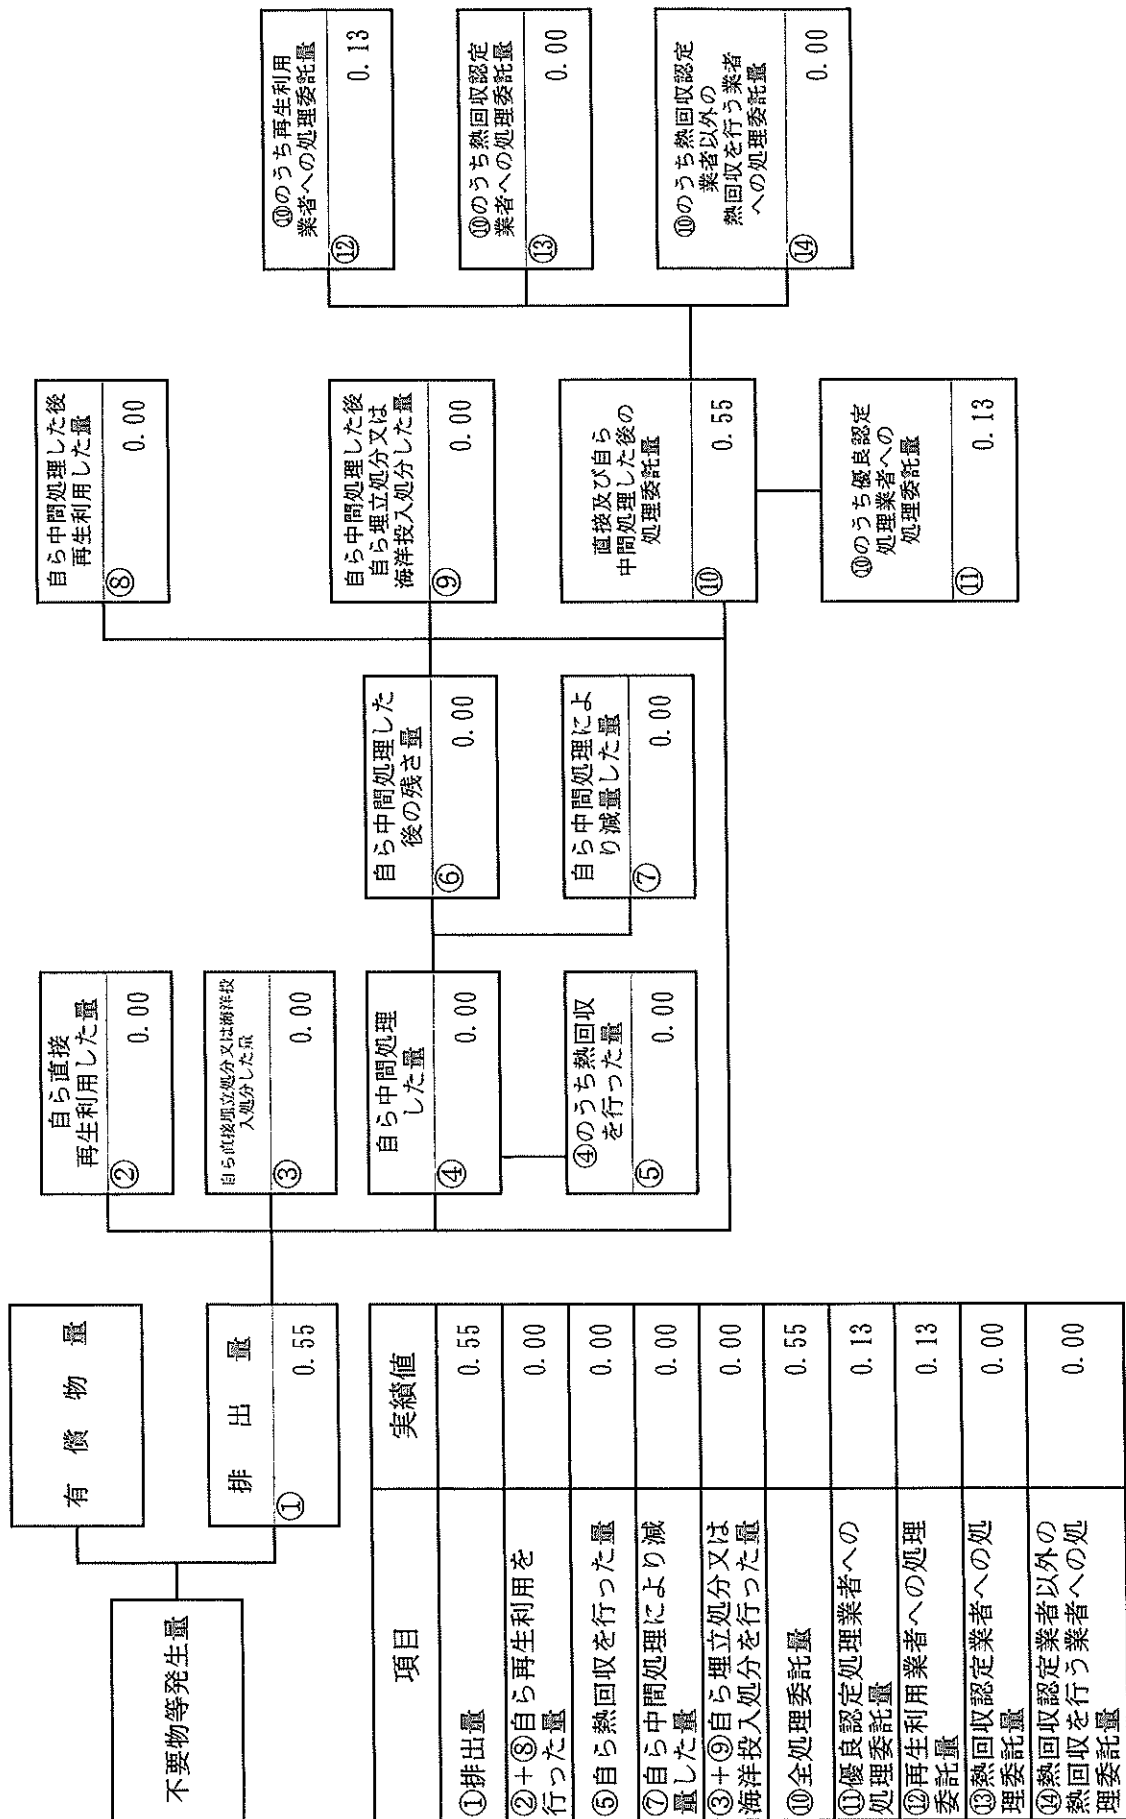 不要物等発生量
有償物量
排出量
①
0.55
自ら直接
再生利用した量
②
0.00
自ら直接埋立処分又は海洋投
入処分した量
③
0.00
自ら中間処理
した量
④
0.00
④のうち熱回収
を行った量
⑤
0.00
自ら中間処理した
後の残さ量
⑥
0.00
自ら中間処理によ
り減量した量
⑦
0.00
自ら中間処理した後
再生利用した量
⑧
0.00
自ら中間処理した後
自ら埋立処分又は
海洋投入処分した量
⑨
0.00
直接及び自ら
中間処理した後の
処理委託量
⑩
0.55
⑩のうち優良認定
処理業者への
処理委託量
⑪
0.13
⑩のうち再生利用
業者への処理委託量
⑫
0.13
⑩のうち熱回収認定
業者への処理委託量
⑬
0.00
⑩のうち熱回収認定
業者以外の
熱回収を行う業者
への処理委託量
⑭
0.00
項目 実績値
①排出量 0.55
②+⑧自ら再生利用を
行った量 0.00
⑤自ら熱回収を行った量 0.00
⑦自ら中間処理により減
量した量 0.00
③+⑨自ら埋立処分又は
海洋投入処分を行った量 0.00
⑩全処理委託量 0.55
⑪優良認定処理業者への
処理委託量 0.13
⑫再生利用業者への処理
委託量 0.13
⑬熱回収認定業者への処
理委託量 0.00
⑭熱回収認定業者以外の
熱回収を行う業者への処
理委託量 0.00